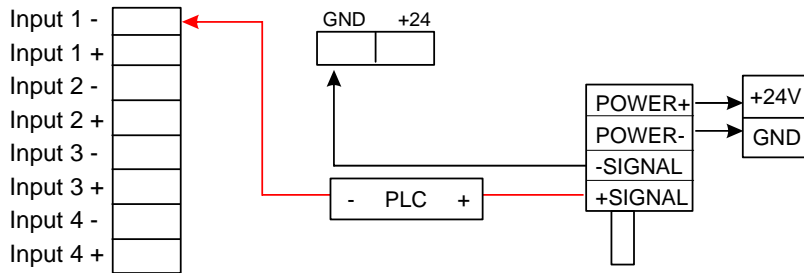 Input 1 -
Input 1 +
Input 2 -
Input 2 +
Input 3 -
Input 3 +
Input 4 -
Input 4 +
GND +24
- PLC +
POWER+
POWER-
-SIGNAL
+SIGNAL
+24V
GND